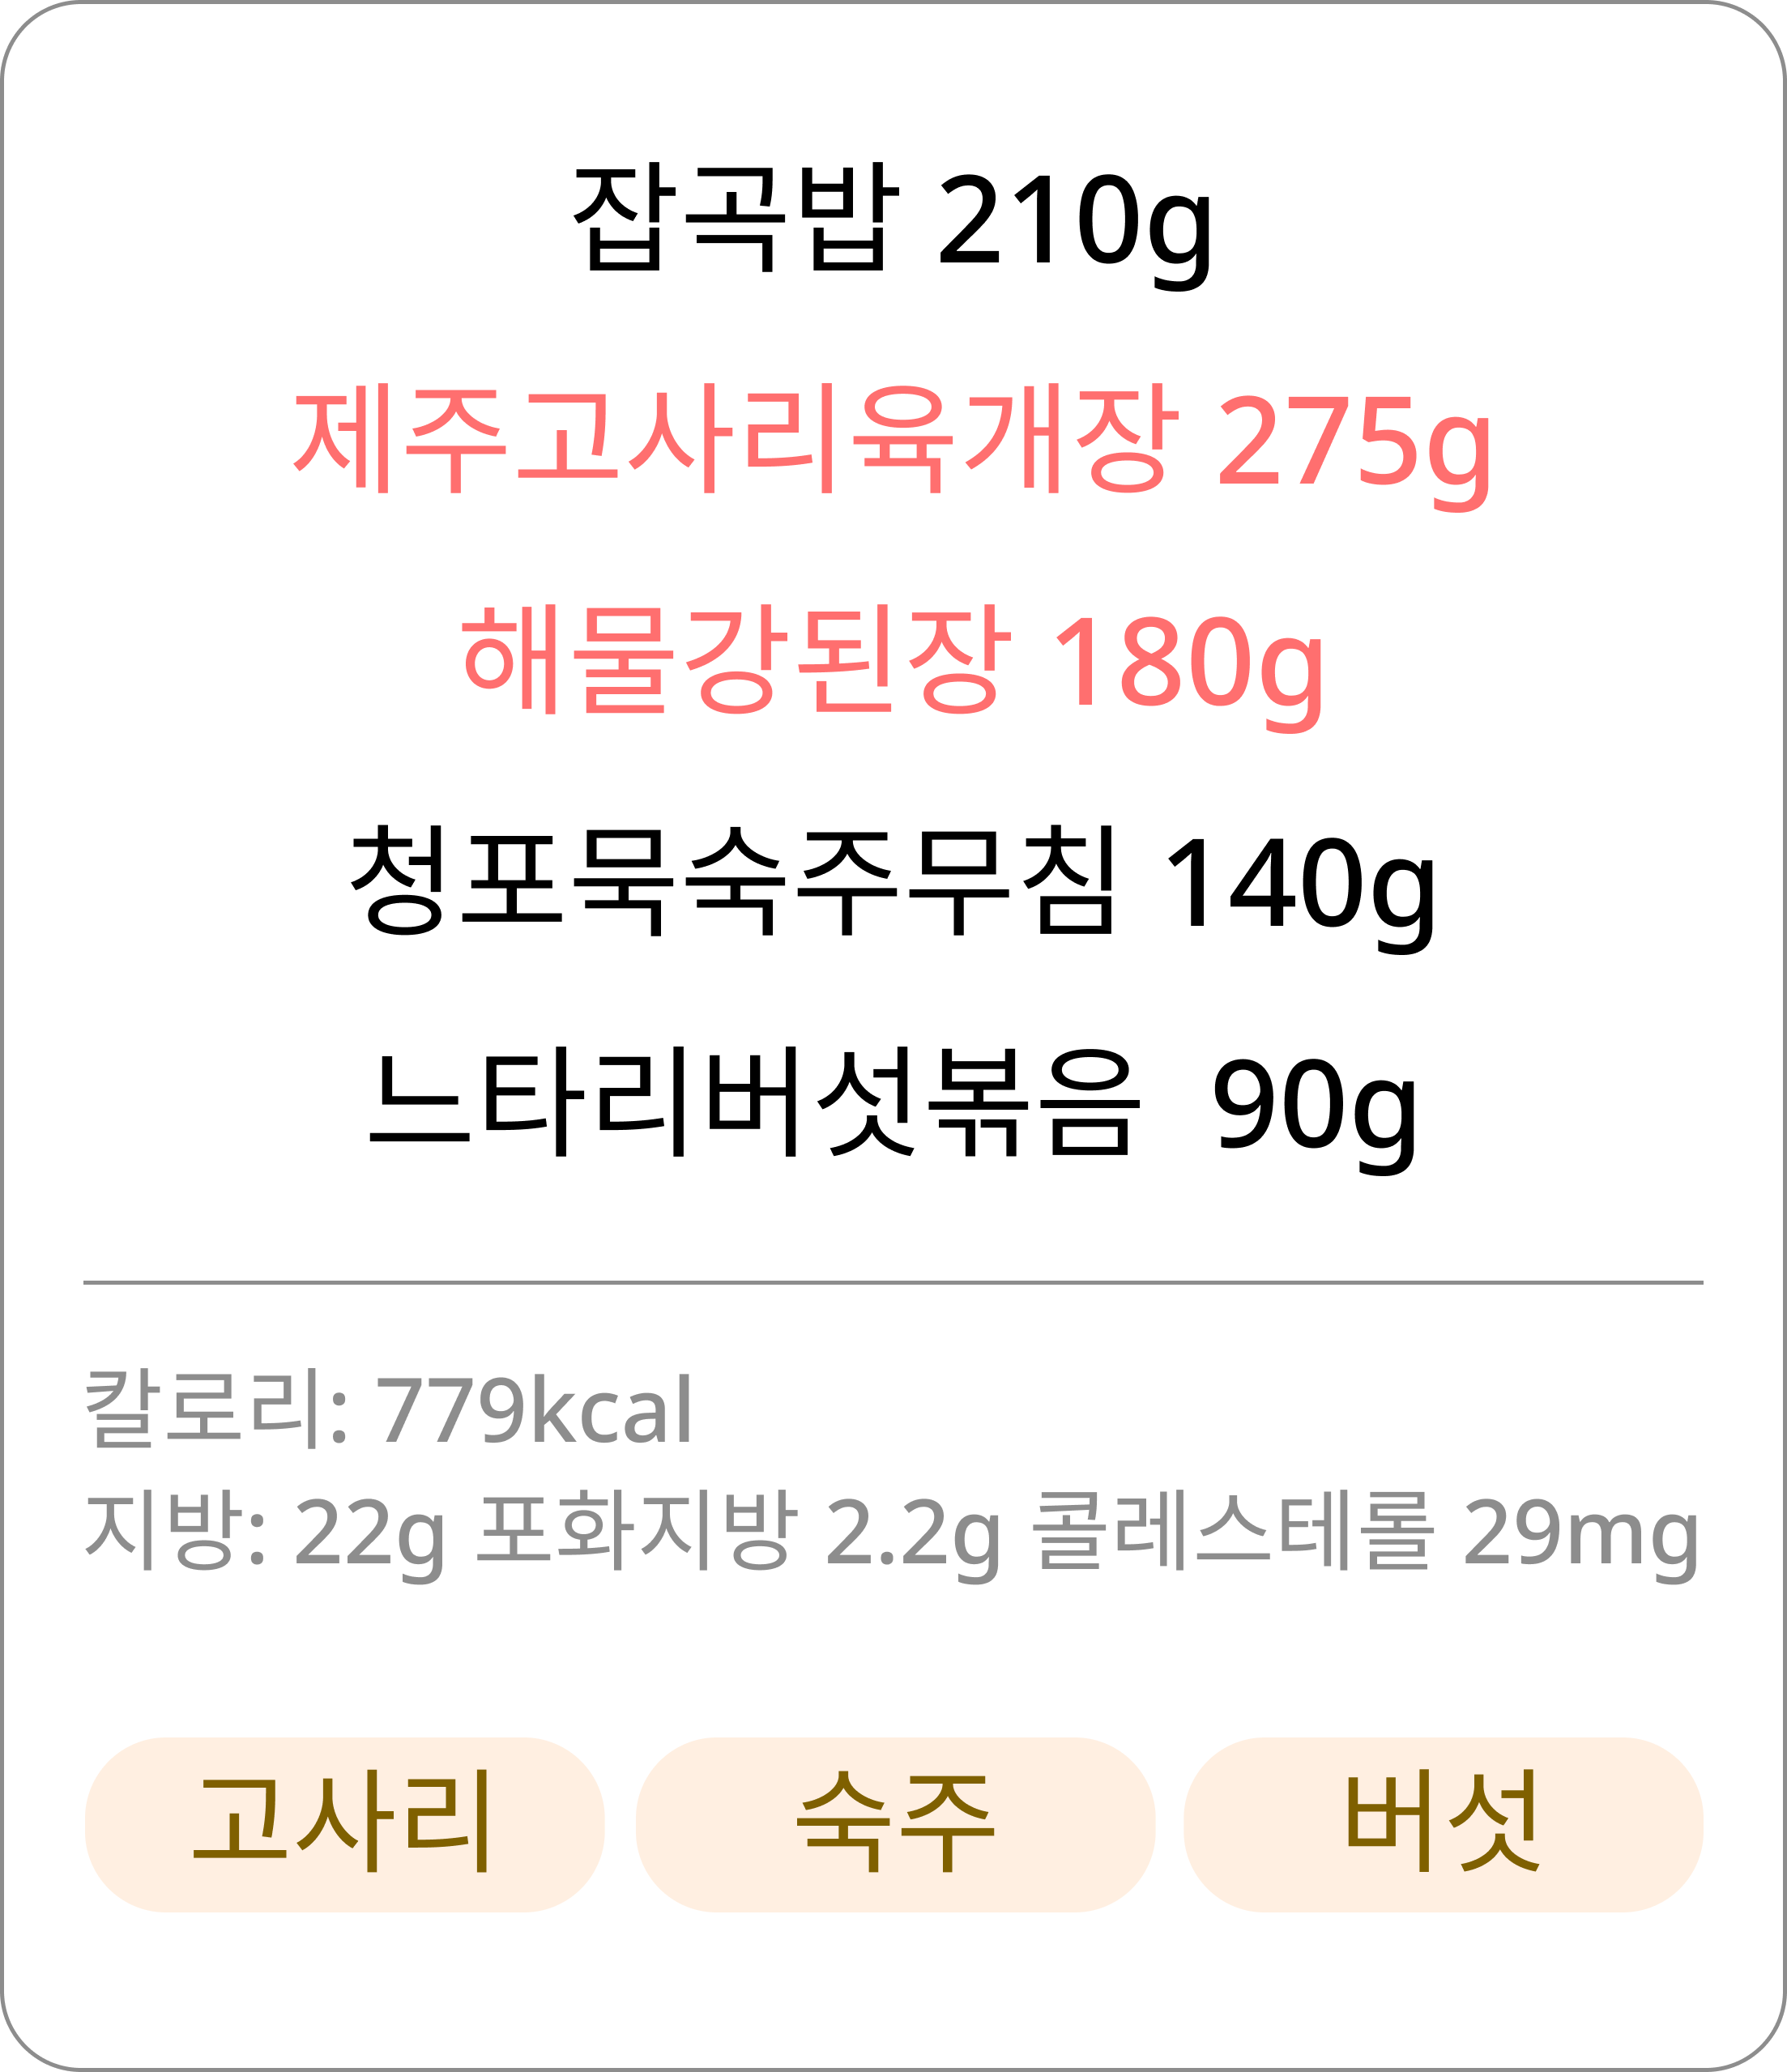 잡곡밥 210g
제주고사리육개장 275g
해물강된장 180g
청포묵숙주무침 140g
느타리버섯볶음 90g
칼로리: 779kcal
지방: 22g 포화지방 2.2g 콜레스테롤 29mg
고사리 숙주 버섯